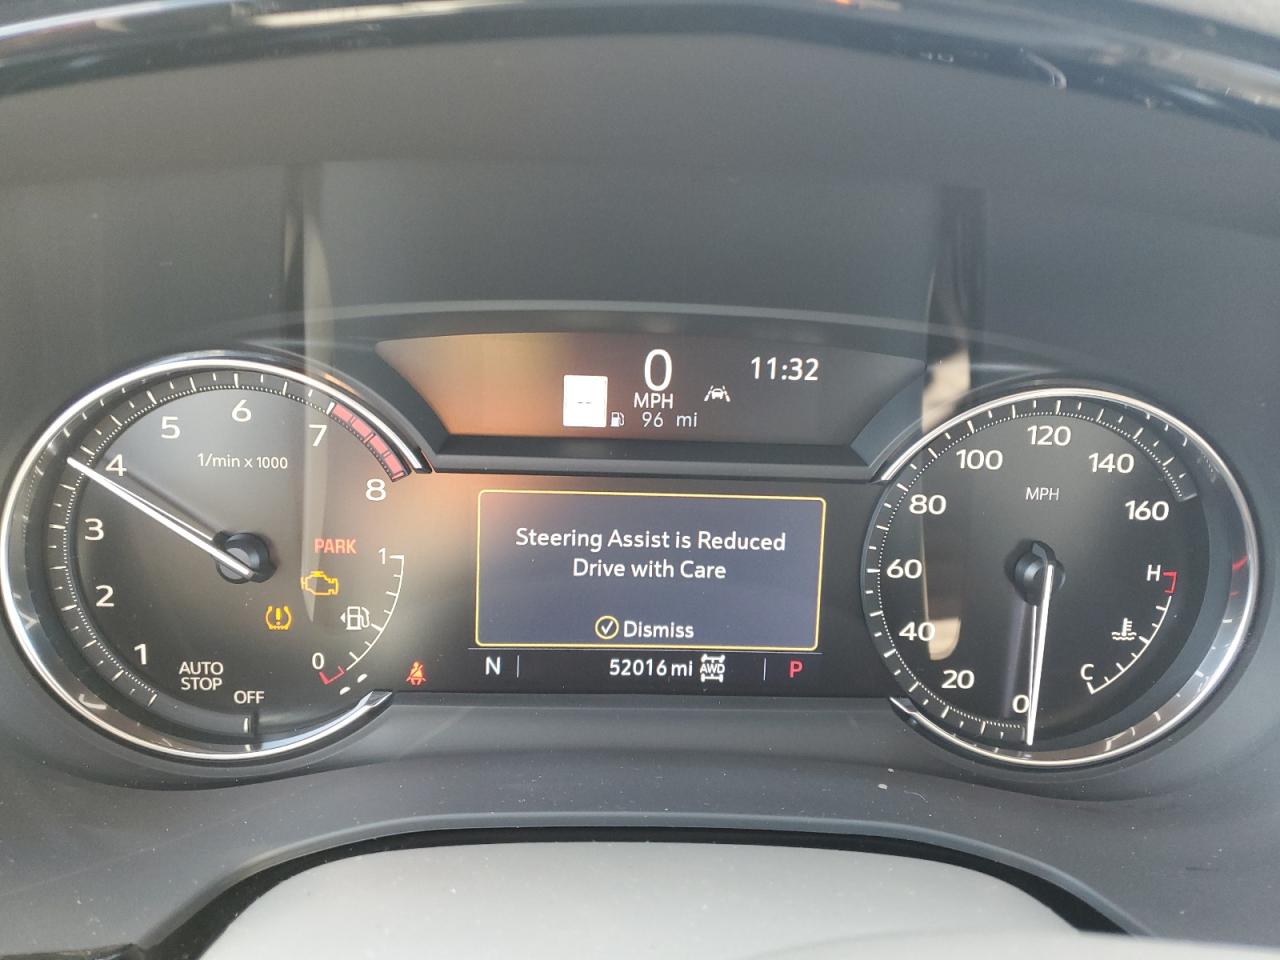 0
MPH
11:32
96 mi
1/min x 1000
1
2
3
4
5
6
7
8
AUTO
STOP
OFF
PARK
1
0
Steering Assist is Reduced
Drive with Care
Dismiss
N
52016 mi
AWD
P
MPH
0
20
40
60
80
100
120
140
160
H
C